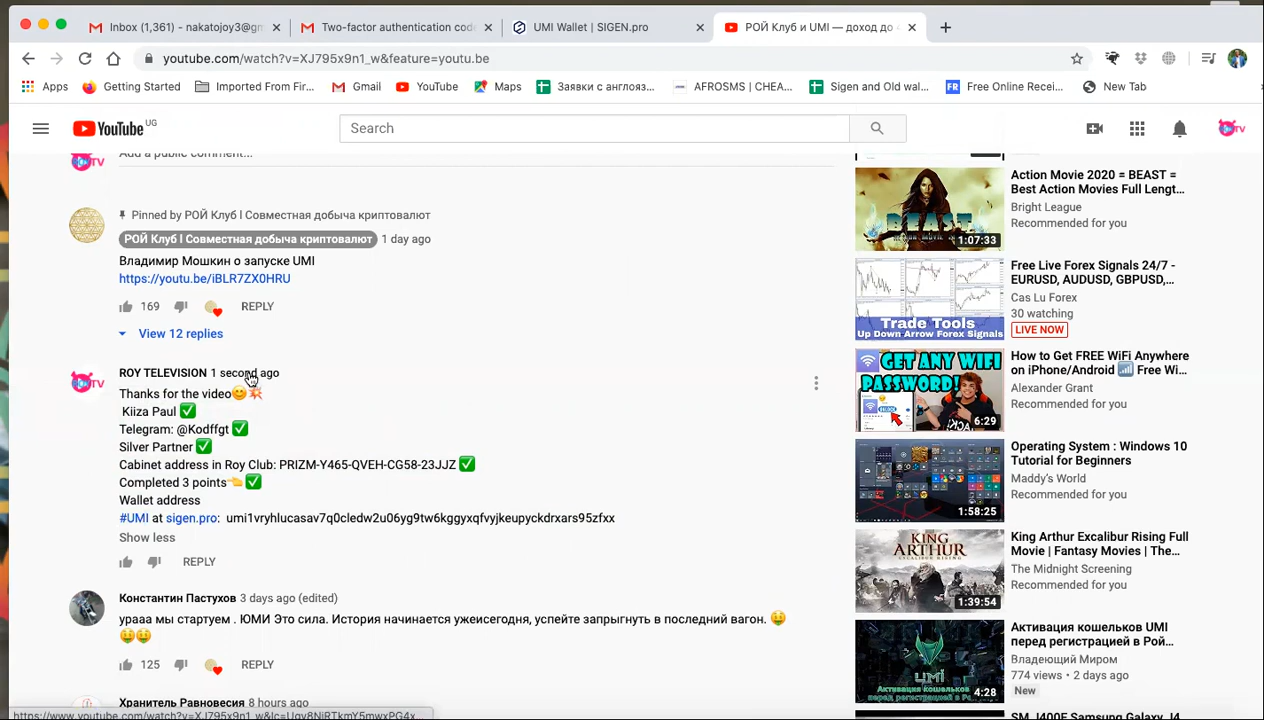 Inbox (1,361) - nakatojoy3@gm
Two-factor authentication code
UMI Wallet | SIGEN.pro
РОЙ Клуб и UMI — доход до
youtube.com/watch?v=XJ795x9n1_w&feature=youtu.be
Apps
Getting Started
Imported From Fir...
Gmail
YouTube
Maps
Заявки с англояз...
AFROSMS | CHEA...
Sigen and Old wal...
Free Online Recei...
New Tab
YouTube UG
Search
Add a public comment...
Pinned by РОЙ Клуб l Совместная добыча криптовалют
РОЙ Клуб l Совместная добыча криптовалют 1 day ago
Владимир Мошкин о запуске UMI
https://youtu.be/iBLR7ZX0HRU
169 REPLY
View 12 replies
ROY TELEVISION 1 second ago
Thanks for the video😊💥
Kiiza Paul ✅
Telegram: @Kodffgt ✅
Silver Partner ✅
Cabinet address in Roy Club: PRIZM-Y465-QVEH-CG58-23JJZ ✅
Completed 3 points👈 ✅
Wallet address
#UMI at sigen.pro: umi1vryhlucasav7q0cledw2u06yg9tw6kggyxqfvyjkeupyckdrxars95zfxx
Show less
REPLY
Константин Пастухов 3 days ago (edited)
урааа мы стартуем . ЮМИ Это сила. История начинается ужеисегодня, успейте запрыгнуть в последний вагон. 🤑
🤑🤑
125 REPLY
Хранитель Равновесия 8 hours ago
BEAST
1:07:33
Action Movie 2020 = BEAST =
Best Action Movies Full Lengt...
Bright League
Recommended for you
Trade Tools
Up Down Arrow Forex Signals
Free Live Forex Signals 24/7 -
EURUSD, AUDUSD, GBPUSD,...
Cas Lu Forex
30 watching
LIVE NOW
GET ANY WIFI
PASSWORD!
6:29
How to Get FREE WiFi Anywhere
on iPhone/Android 📶 Free Wi...
Alexander Grant
Recommended for you
1:58:25
Operating System : Windows 10
Tutorial for Beginners
Maddy's World
Recommended for you
KING
ARTHUR
1:39:54
King Arthur Excalibur Rising Full
Movie | Fantasy Movies | The...
The Midnight Screening
Recommended for you
UMI
Активация кошельков UMI
4:28
Активация кошельков UMI
перед регистрацией в Рой...
Владеющий Миром
774 views • 2 days ago
New
SM J400F Samsung Galaxy J4